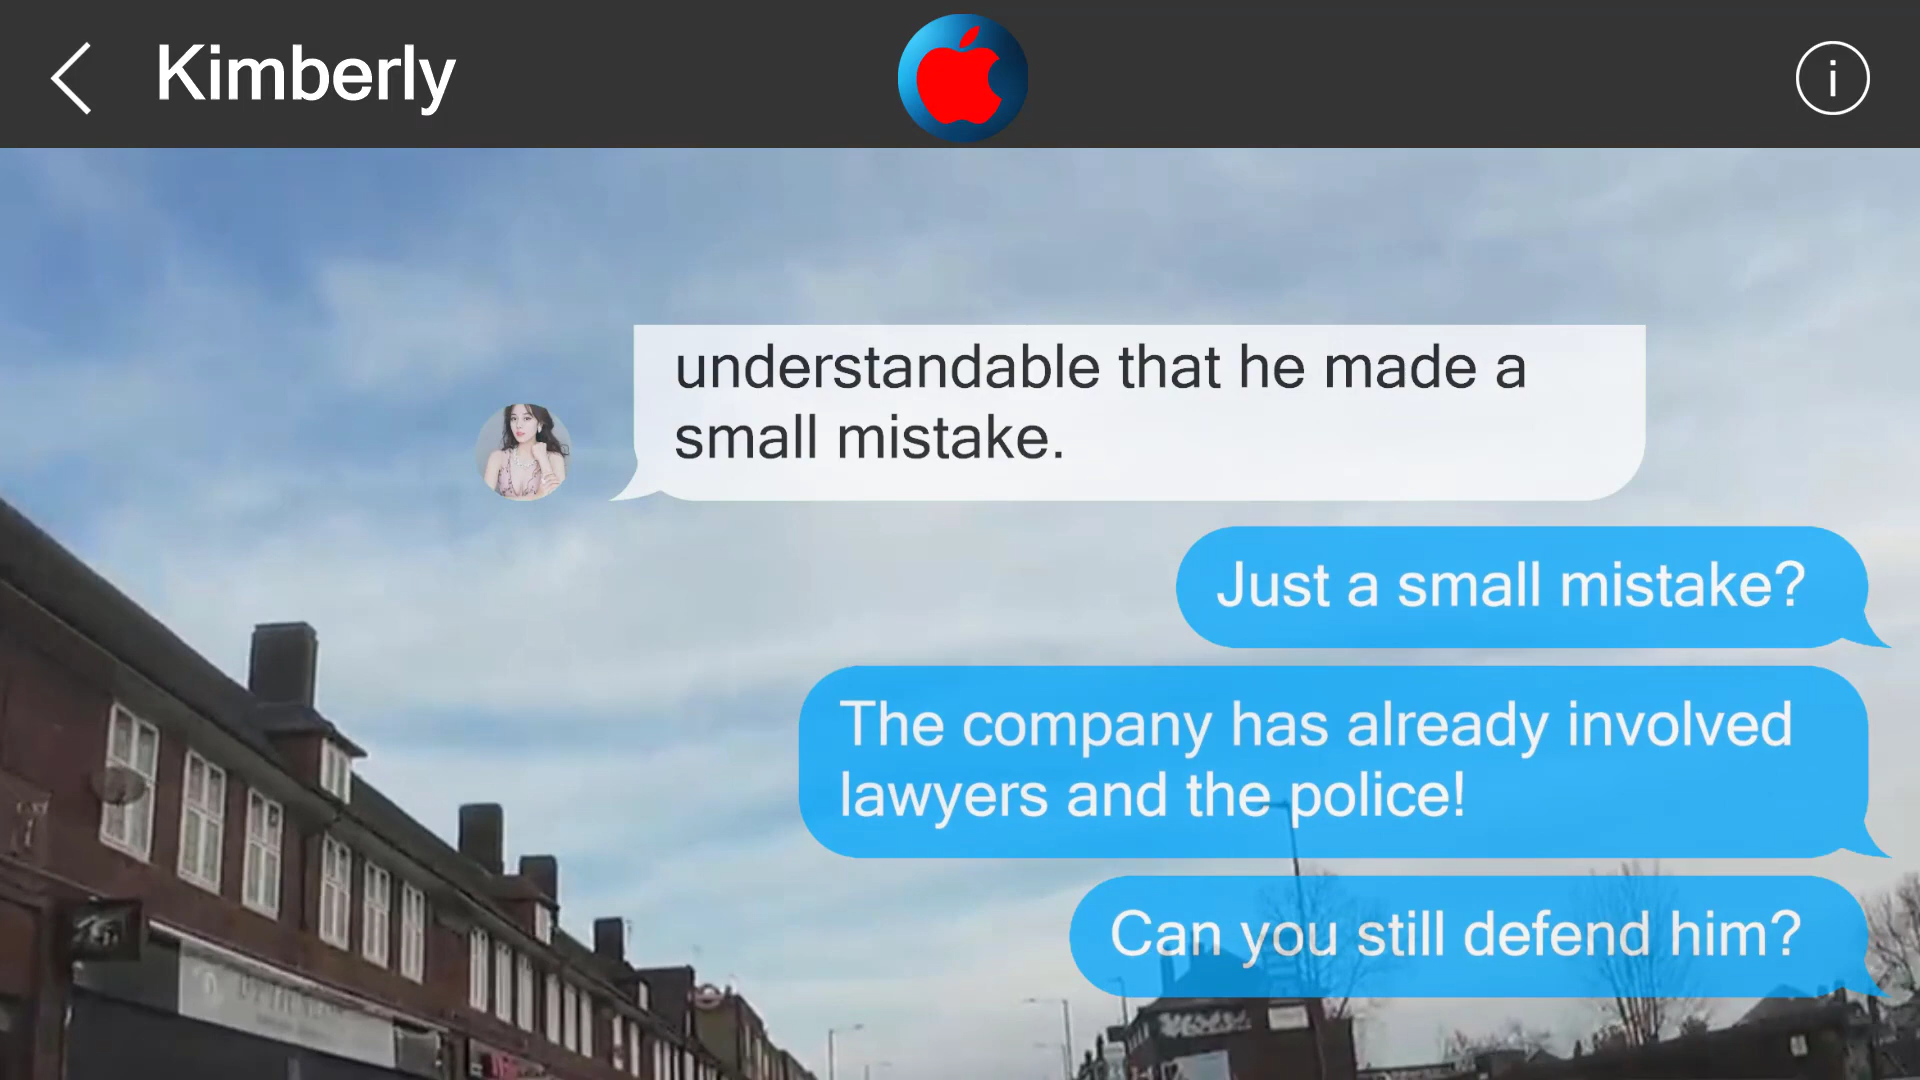 Kimberly
i
understandable that he made a
small mistake.
Just a small mistake?
The company has already involved
lawyers and the police!
Can you still defend him?